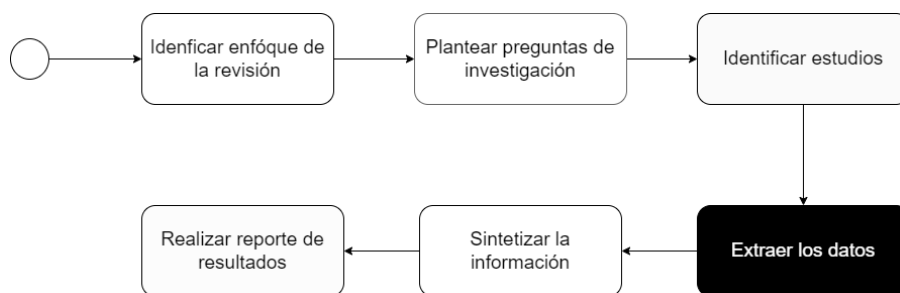 Idenficar enfóque de
la revisión
Plantear preguntas de
investigación
Identificar estudios
Extraer los datos
Sintetizar la
información
Realizar reporte de
resultados